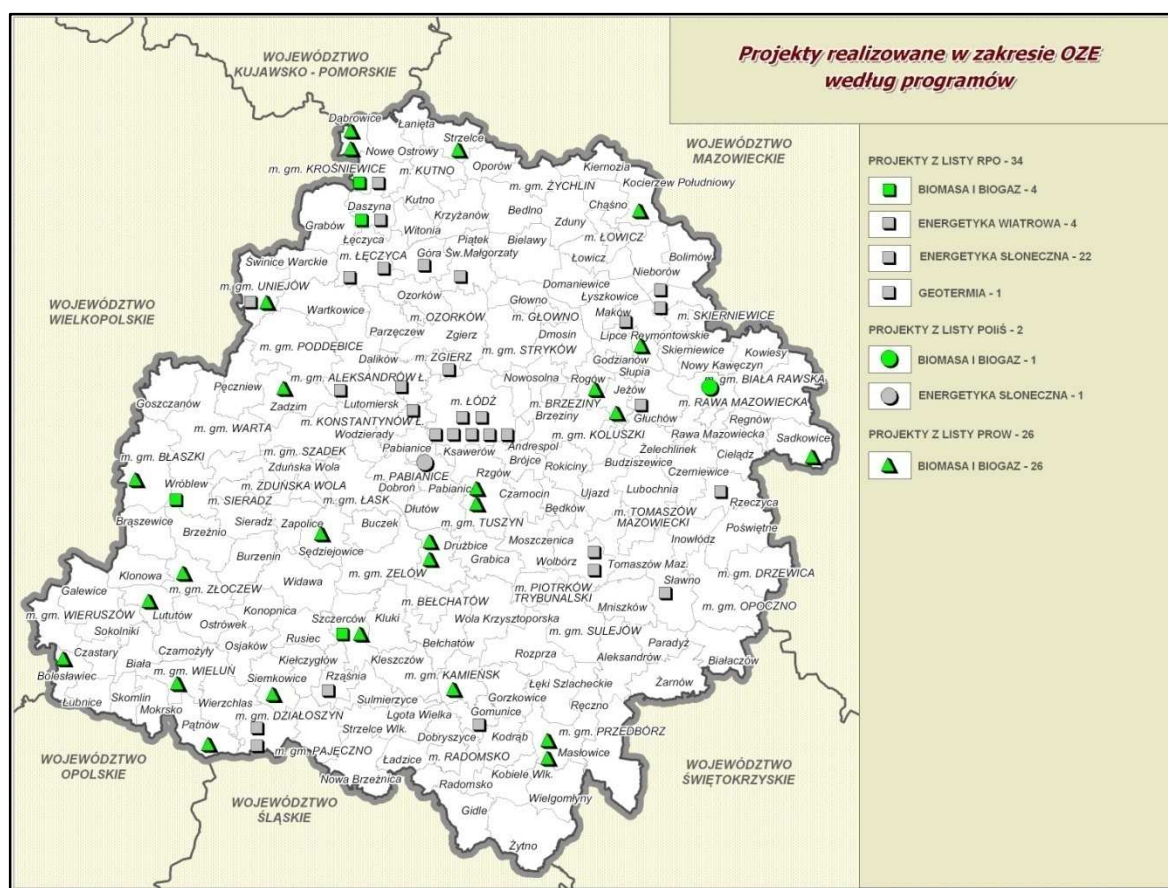 Projekty realizowane w zakresie OZE
według programów
WOJEWÓDZTWO
KUJAWSKO - POMORSKIE
WOJEWÓDZTWO
MAZOWIECKIE
WOJEWÓDZTWO
WIELKOPOLSKIE
WOJEWÓDZTWO
OPOLSKIE
WOJEWÓDZTWO
ŚLĄSKIE
WOJEWÓDZTWO
ŚWIĘTOKRZYSKIE
PROJEKTY Z LISTY RPO - 34
BIOMASA I BIOGAZ - 4
ENERGETYKA WIATROWA - 4
ENERGETYKA SŁONECZNA - 22
GEOTERMIA - 1
PROJEKTY Z LISTY POIiŚ - 2
BIOMASA I BIOGAZ - 1
ENERGETYKA SŁONECZNA - 1
PROJEKTY Z LISTY PROW - 26
BIOMASA I BIOGAZ - 26
Dąbrowice
Łanięta
Strzelce
Nowe Ostrowy
Oporów
Kiernozia
m. gm. KROŚNIEWICE
m. KUTNO
m. gm. ŻYCHLIN
Kocierzew Południowy
Daszyna
Kutno
Krzyżanów
Bedlno
Zduny
Chąśno
Grabów
Witonia
m. ŁOWICZ
Łęczyca
Piątek
Bielawy
Łowicz
Bolimów
Świnice Warckie
m. ŁĘCZYCA
Góra Św.Małgorzaty
Nieborów
m. gm. UNIEJÓW
Domaniewice
Wartkowice
Ozorków
Głowno
Łyszkowice
m. OZORKÓW
m. GŁOWNO
Maków
m. SKIERNIEWICE
Parzęczew
Zgierz
Dmosin
Lipce Reymontowskie
m. gm. PODDĘBICE
m. gm. STRYKÓW
Skierniewice
Kowiesy
Dalików
m. ZGIERZ
Godzianów
Słupia
Nowy Kawęczyn
Pęczniew
m. gm. ALEKSANDRÓW Ł.
Nowosolna
Rogów
Jeżów
m. gm. BIAŁA RAWSKA
Goszczanów
Zadzim
Lutomiersk
m. ŁÓDŹ
m. BRZEZINY
m. RAWA MAZOWIECKA
m. gm. WARTA
m. KONSTANTYNÓW Ł.
Brzeziny
Głuchów
Regnów
Wodzierady
m. gm. KOLUSZKI
Rawa Mazowiecka
Sadkowice
m. gm. BŁASZKI
m. gm. SZADEK
Pabianice
Ksawerów
Andrespol
Żelechlinek
Cielądz
Zduńska Wola
m. PABIANICE
Brójce
Rokiciny
Budziszewice
Wróblew
m. ZDUŃSKA WOLA
Dobroń
Pabianice
Rzgów
Czerniewice
m. SIERADZ
m. gm. ŁASK
Czarnocin
Ujazd
Lubochnia
Rzeczyca
Brąszewice
Dłutów
Będków
m. TOMASZÓW
MAZOWIECKI
Brzeźnio
Sieradz
Zapolice
Buczek
m. gm. TUSZYN
Poświętne
Sędziejowice
Drużbice
Moszczenica
Inowłódz
Burzenin
Grabica
Wolbórz
Tomaszów Maz.
Klonowa
Widawa
m. gm. ZELÓW
m. gm. DRZEWICA
Galewice
m. gm. ZŁOCZEW
m. PIOTRKÓW
TRYBUNALSKI
Sławno
m. gm. WIERUSZÓW
Lututów
Konopnica
m. BEŁCHATÓW
Mniszków
m. gm. OPOCZNO
Sokolniki
Ostrówek
Szczerców
Kluki
Wola Krzysztoporska
Rusiec
m. gm. SULEJÓW
Czastary
Czarnożyły
Osjaków
Bełchatów
Paradyż
Biała
Kiełczygłów
Kleszczów
Rozprza
Aleksandrów
Białaczów
Bolesławiec
m. gm. WIELUŃ
Siemkowice
Rząśnia
m. gm. KAMIEŃSK
Łęki Szlacheckie
Żarnów
Łubnice
Skomlin
Mokrsko
Wierzchlas
Sulmierzyce
Gorzkowice
Ręczno
m. gm. DZIAŁOSZYN
Lgota Wielka
Gomunice
Pątnów
Strzelce Wlk.
Dobryszyce
Kodrąb
m. gm. PRZEDBÓRZ
m. gm. PAJĘCZNO
Ładzice
m. RADOMSKO
Masłowice
Nowa Brzeźnica
Radomsko
Kobiele Wlk.
Gidle
Wielgomłyny
Żytno